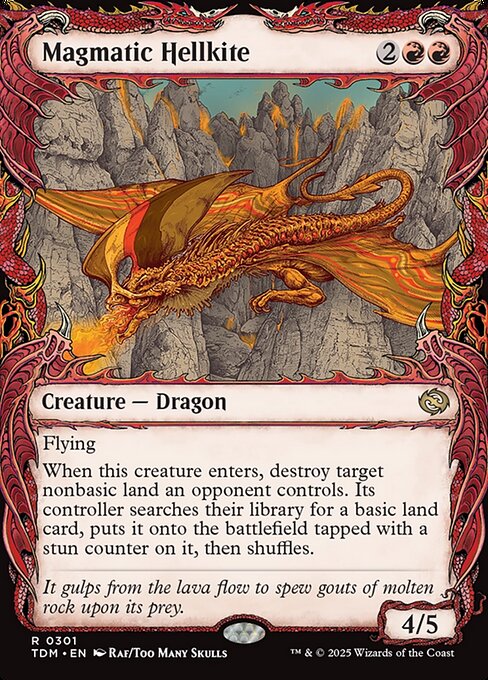 Magmatic Hellkite 2
Creature — Dragon
Flying
When this creature enters, destroy target
nonbasic land an opponent controls. Its
controller searches their library for a basic land
card, puts it onto the battlefield tapped with a
stun counter on it, then shuffles.
It gulps from the lava flow to spew gouts of molten
rock upon its prey.
4/5
R 0301
TDM • EN Raf/Too Many Skulls
™ & © 2025 Wizards of the Coast